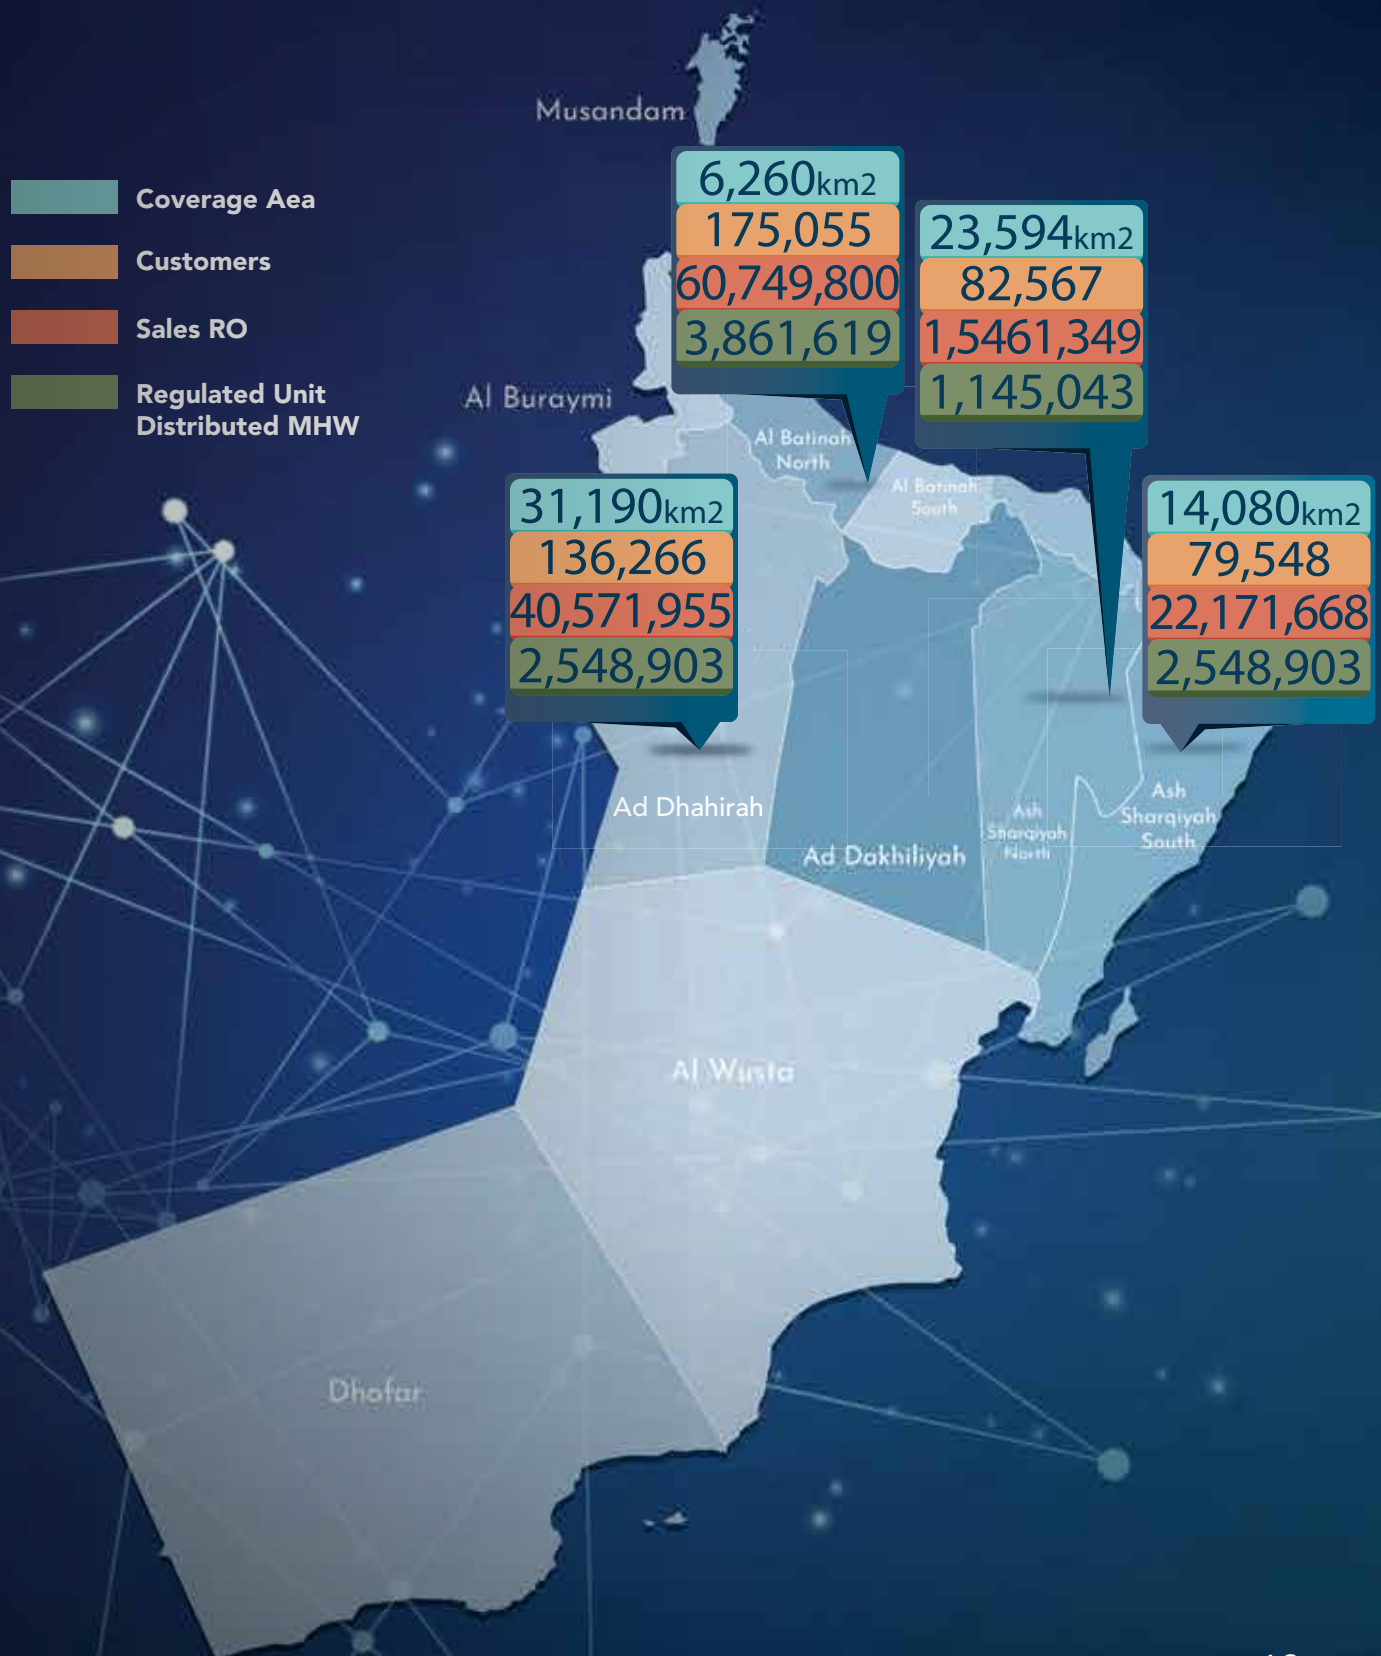 Musandam
Coverage Aea
Customers
Sales RO
Regulated Unit
Distributed MHW
6,260km2
175,055
60,749,800
3,861,619
23,594km2
82,567
1,5461,349
1,145,043
Al Buraymi
Al Batinah
North
Al Batinah
South
31,190km2
136,266
40,571,955
2,548,903
14,080km2
79,548
22,171,668
2,548,903
Ad Dhahirah
Ad Dakhiliyah
Ash
Sharqiyah
North
Ash
Sharqiyah
South
Al Wusta
Dhofar